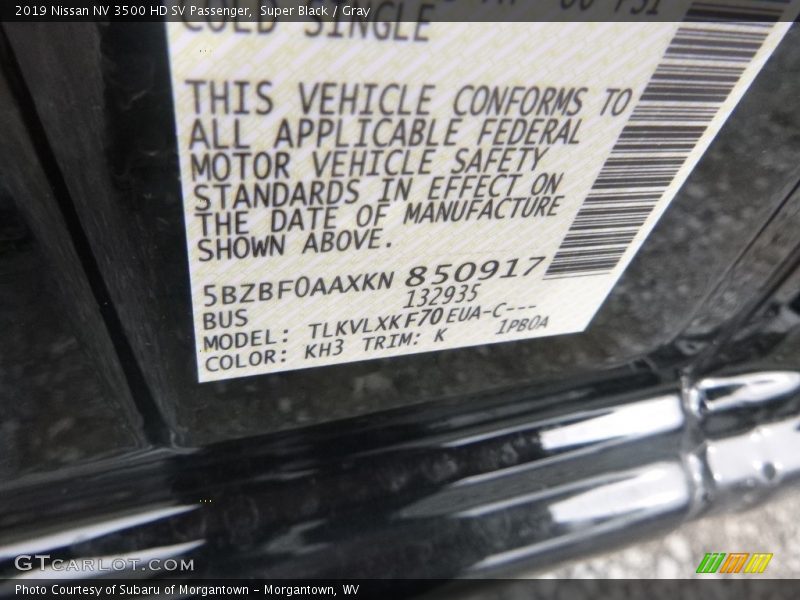 2019 Nissan NV 3500 HD SV Passenger, Super Black / Gray
COLD SINGLE
THIS VEHICLE CONFORMS TO
ALL APPLICABLE FEDERAL
MOTOR VEHICLE SAFETY
STANDARDS IN EFFECT ON
THE DATE OF MANUFACTURE
SHOWN ABOVE.
5BZBF0AAXKN 850917
BUS 132935
MODEL: TLKVLXKF70EUA-C---
COLOR: KH3 TRIM: K 1PB0A
GTCARLOT.COM
Photo Courtesy of Subaru of Morgantown - Morgantown, WV